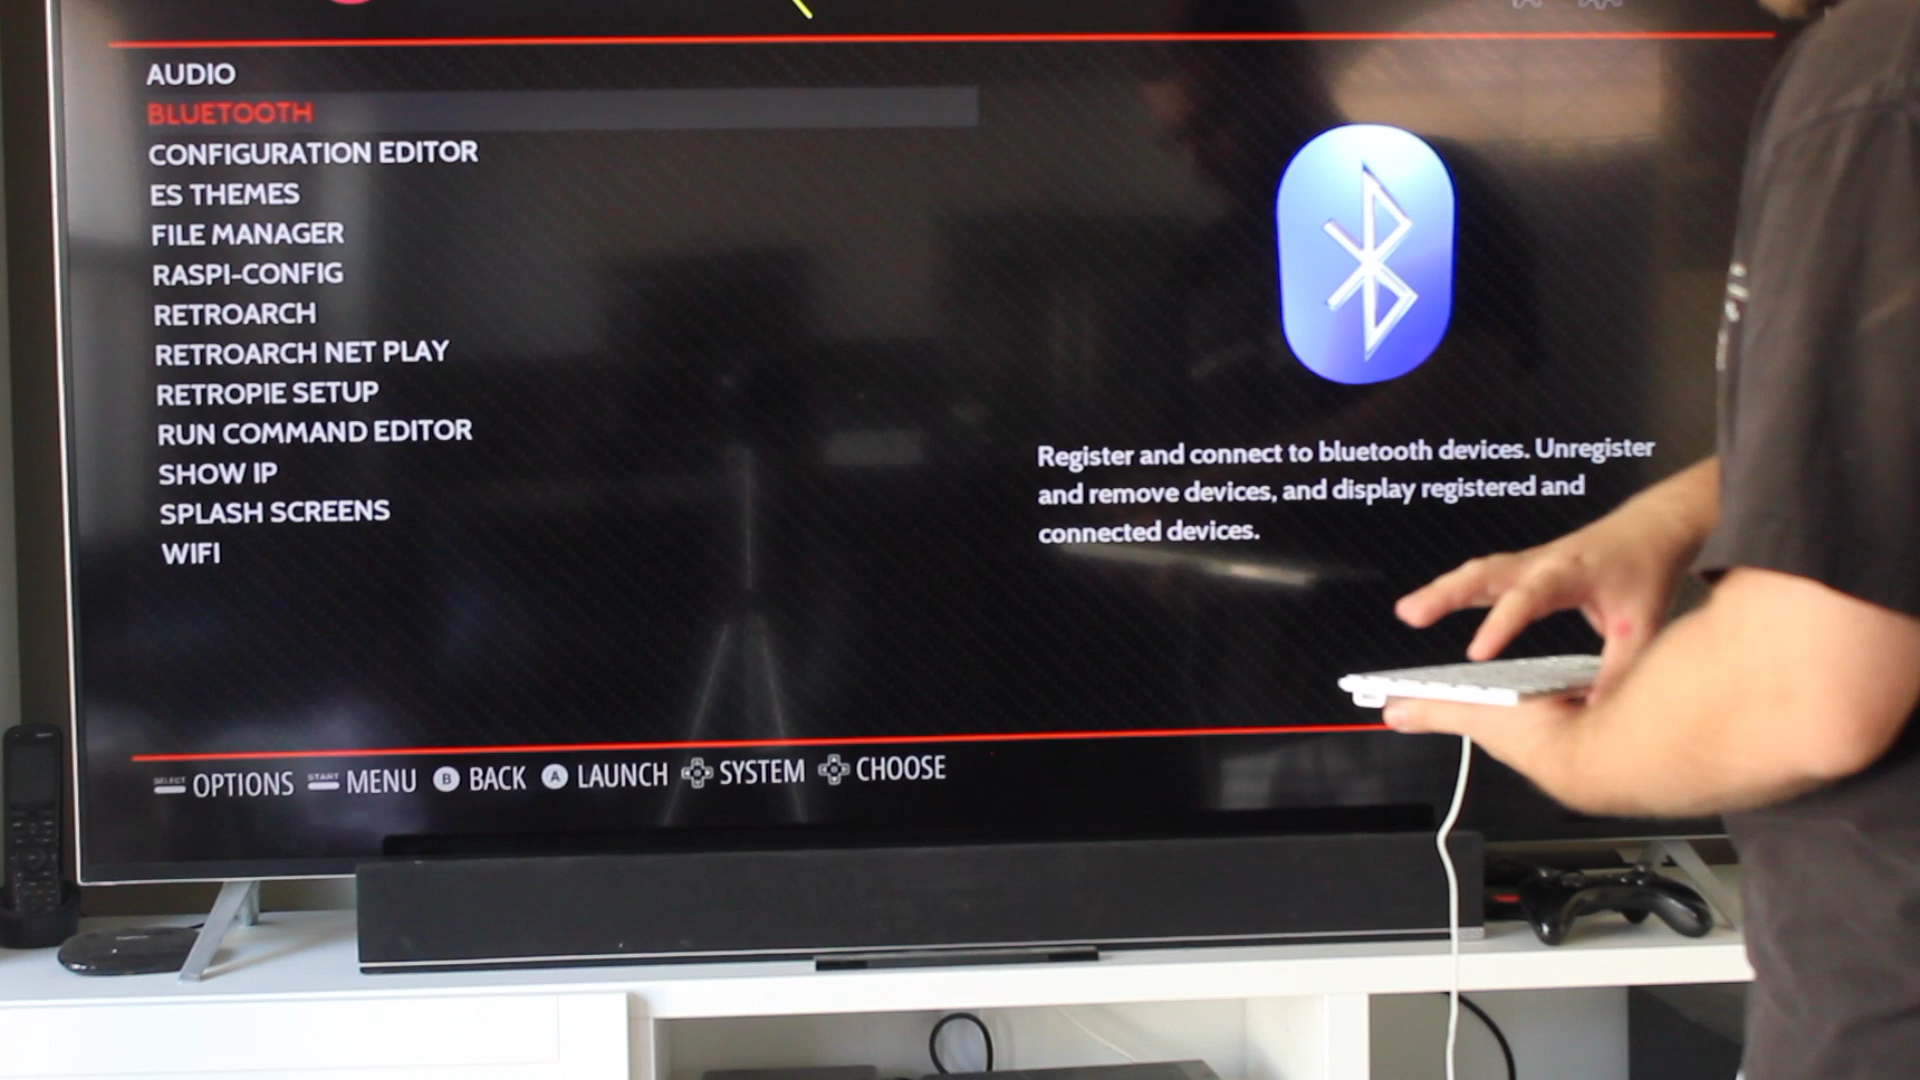 AUDIO
BLUETOOTH
CONFIGURATION EDITOR
ES THEMES
FILE MANAGER
RASPI-CONFIG
RETROARCH
RETROARCH NET PLAY
RETROPIE SETUP
RUN COMMAND EDITOR
SHOW IP
SPLASH SCREENS
WIFI
Register and connect to bluetooth devices. Unregister
and remove devices, and display registered and
connected devices.
SELECT OPTIONS START MENU B BACK A LAUNCH SYSTEM CHOOSE